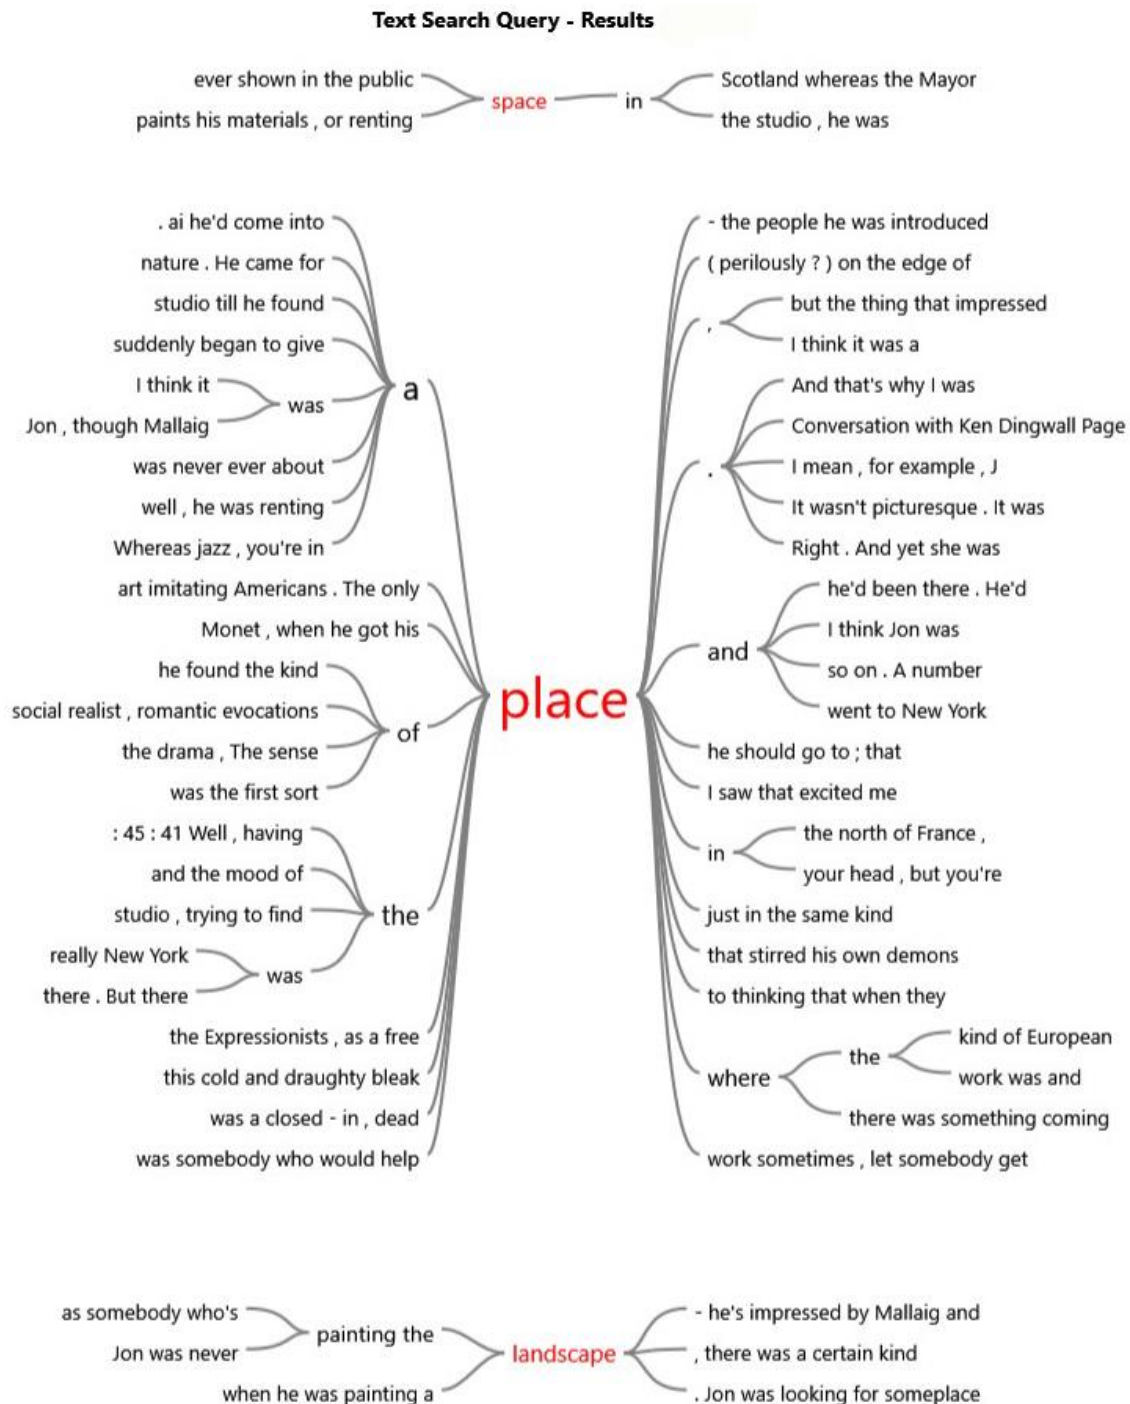 Text Search Query - Results
ever shown in the public
paints his materials , or renting
space
in
Scotland whereas the Mayor
the studio , he was
. ai he'd come into
nature . He came for
studio till he found
suddenly began to give
I think it
Jon , though Mallaig
was
was never ever about
well , he was renting
Whereas jazz , you're in
a
art imitating Americans . The only
Monet , when he got his
he found the kind
social realist , romantic evocations
the drama , The sense
was the first sort
of
: 45 : 41 Well , having
and the mood of
studio , trying to find
really New York
there . But there
was
the
the Expressionists , as a free
this cold and draughty bleak
was a closed - in , dead
was somebody who would help
place
- the people he was introduced
( perilously ? ) on the edge of
,
but the thing that impressed
I think it was a
.
And that's why I was
Conversation with Ken Dingwall Page
I mean , for example , J
It wasn't picturesque . It was
Right . And yet she was
and
he'd been there . He'd
I think Jon was
so on . A number
went to New York
he should go to ; that
I saw that excited me
in
the north of France ,
your head , but you're
just in the same kind
that stirred his own demons
to thinking that when they
where
the
kind of European
work was and
there was something coming
work sometimes , let somebody get
as somebody who's
Jon was never
painting the
when he was painting a
landscape
- he's impressed by Mallaig and
, there was a certain kind
. Jon was looking for someplace